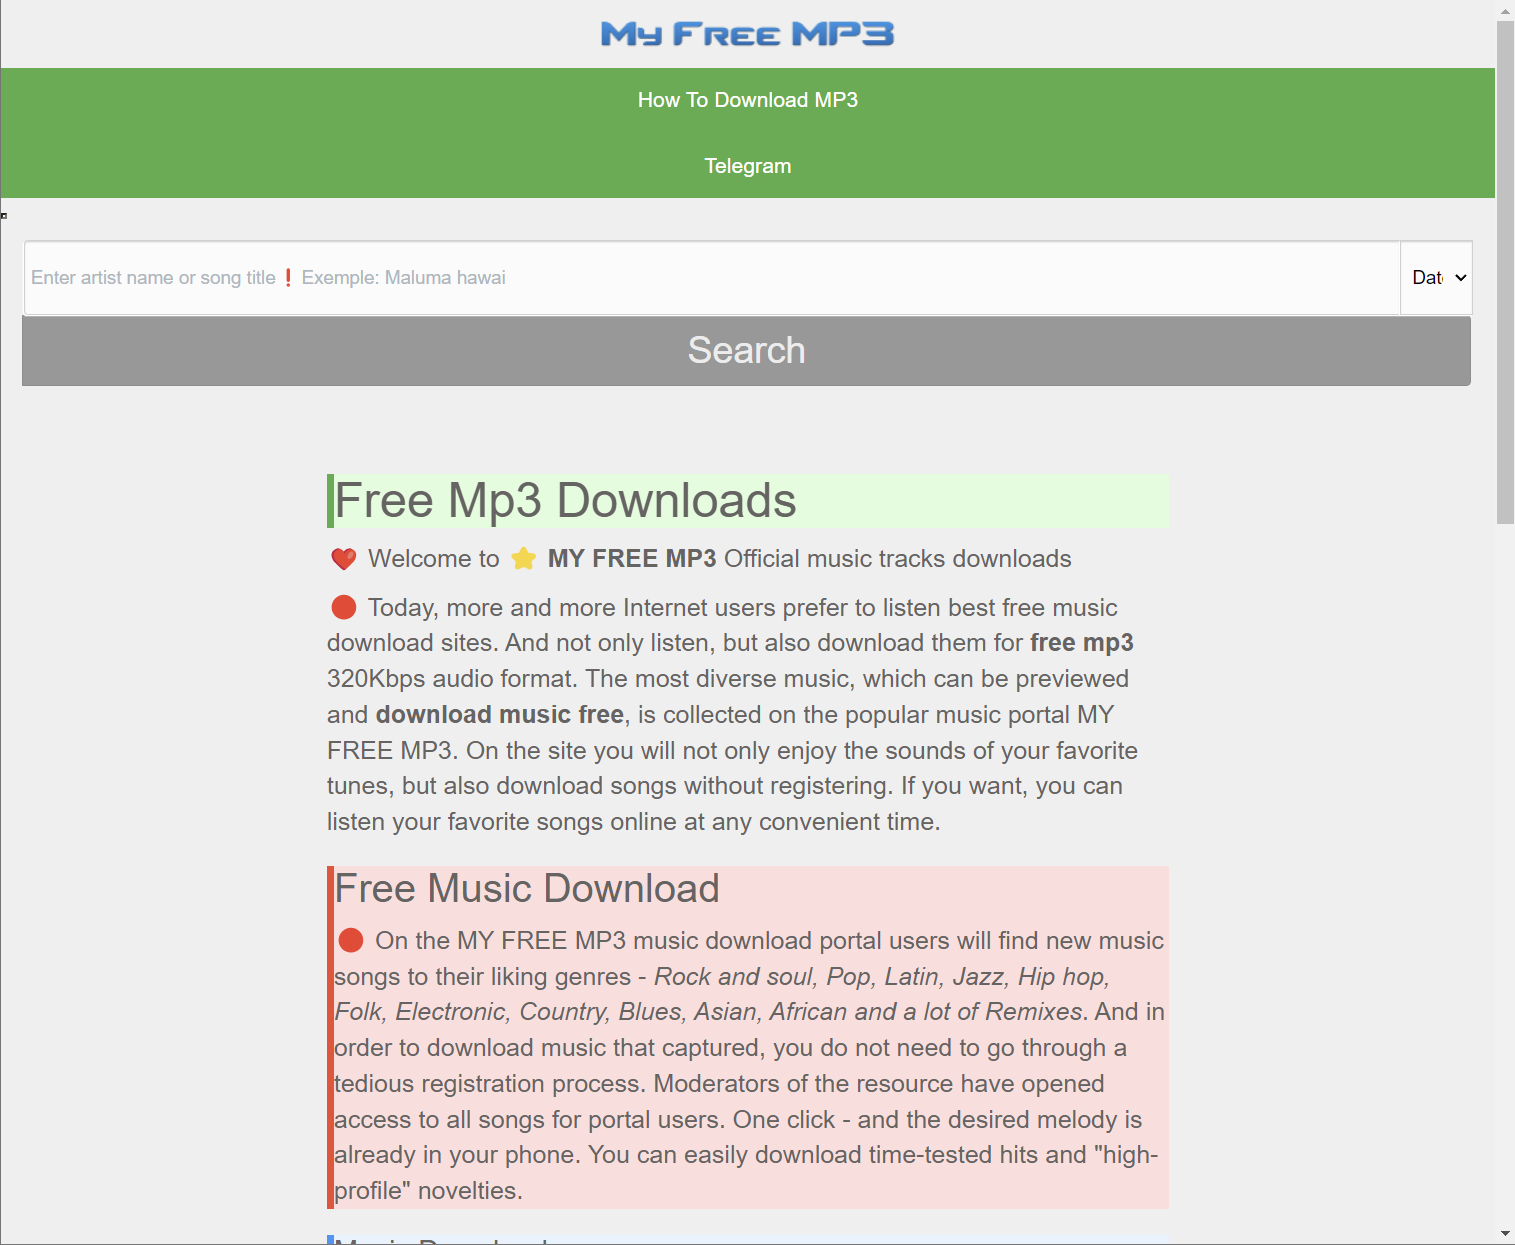 My Free MP3
How To Download MP3
Telegram
Enter artist name or song title❗ Exemple: Maluma hawai
Search
Free Mp3 Downloads
❤️ Welcome to ⭐ MY FREE MP3 Official music tracks downloads
🔴 Today, more and more Internet users prefer to listen best free music
download sites. And not only listen, but also download them for free mp3
320Kbps audio format. The most diverse music, which can be previewed
and download music free, is collected on the popular music portal MY
FREE MP3. On the site you will not only enjoy the sounds of your favorite
tunes, but also download songs without registering. If you want, you can
listen your favorite songs online at any convenient time.
Free Music Download
🔴 On the MY FREE MP3 music download portal users will find new music
songs to their liking genres - Rock and soul, Pop, Latin, Jazz, Hip hop,
Folk, Electronic, Country, Blues, Asian, African and a lot of Remixes. And in
order to download music that captured, you do not need to go through a
tedious registration process. Moderators of the resource have opened
access to all songs for portal users. One click - and the desired melody is
already in your phone. You can easily download time-tested hits and "high-
profile" novelties.